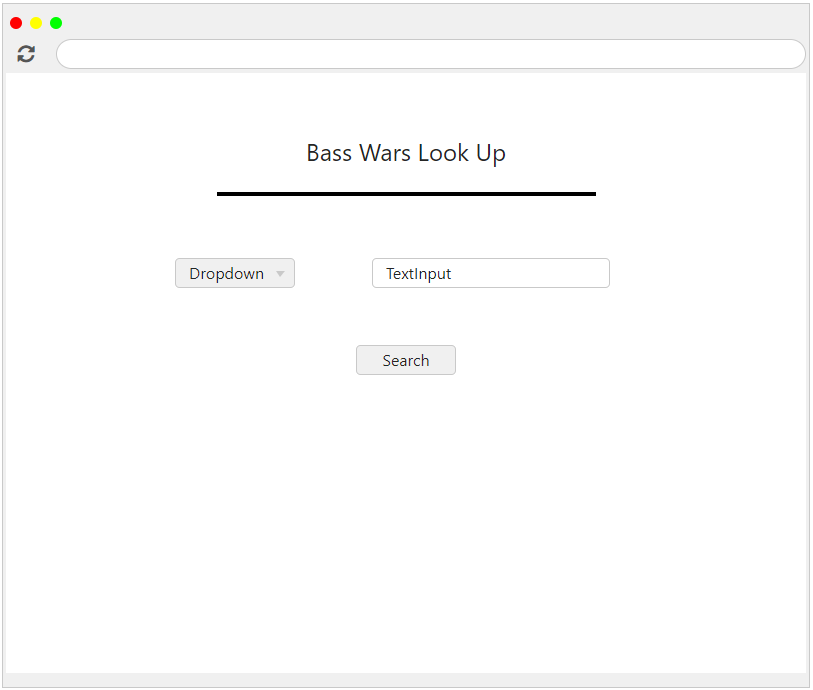 Bass Wars Look Up
Dropdown
TextInput
Search